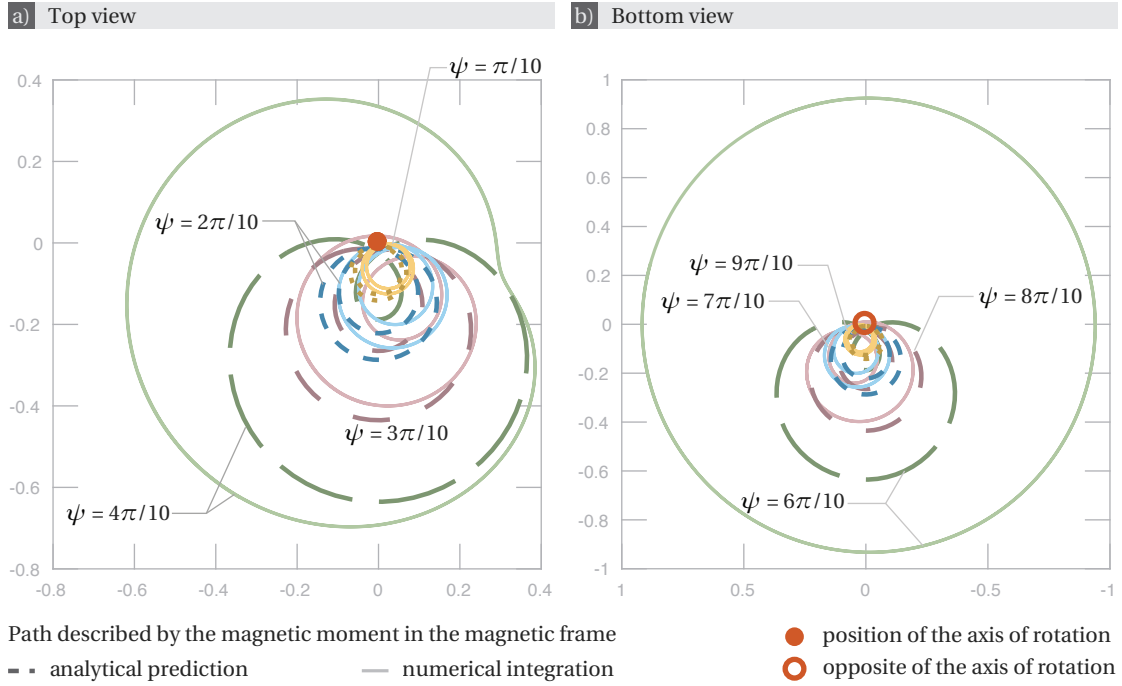 a) Top view
b) Bottom view
ψ = π/10
0.4
0.2
0
-0.2
-0.4
-0.6
-0.8
-0.8 -0.6 -0.4 -0.2 0 0.2 0.4
ψ = 2π/10
ψ = 3π/10
ψ = 4π/10
1
0.8
0.6
0.4
0.2
0
-0.2
-0.4
-0.6
-0.8
-1
1 0.5 0 -0.5 -1
ψ = 9π/10
ψ = 7π/10
ψ = 8π/10
ψ = 6π/10
Path described by the magnetic moment in the magnetic frame
analytical prediction
numerical integration
position of the axis of rotation
opposite of the axis of rotation